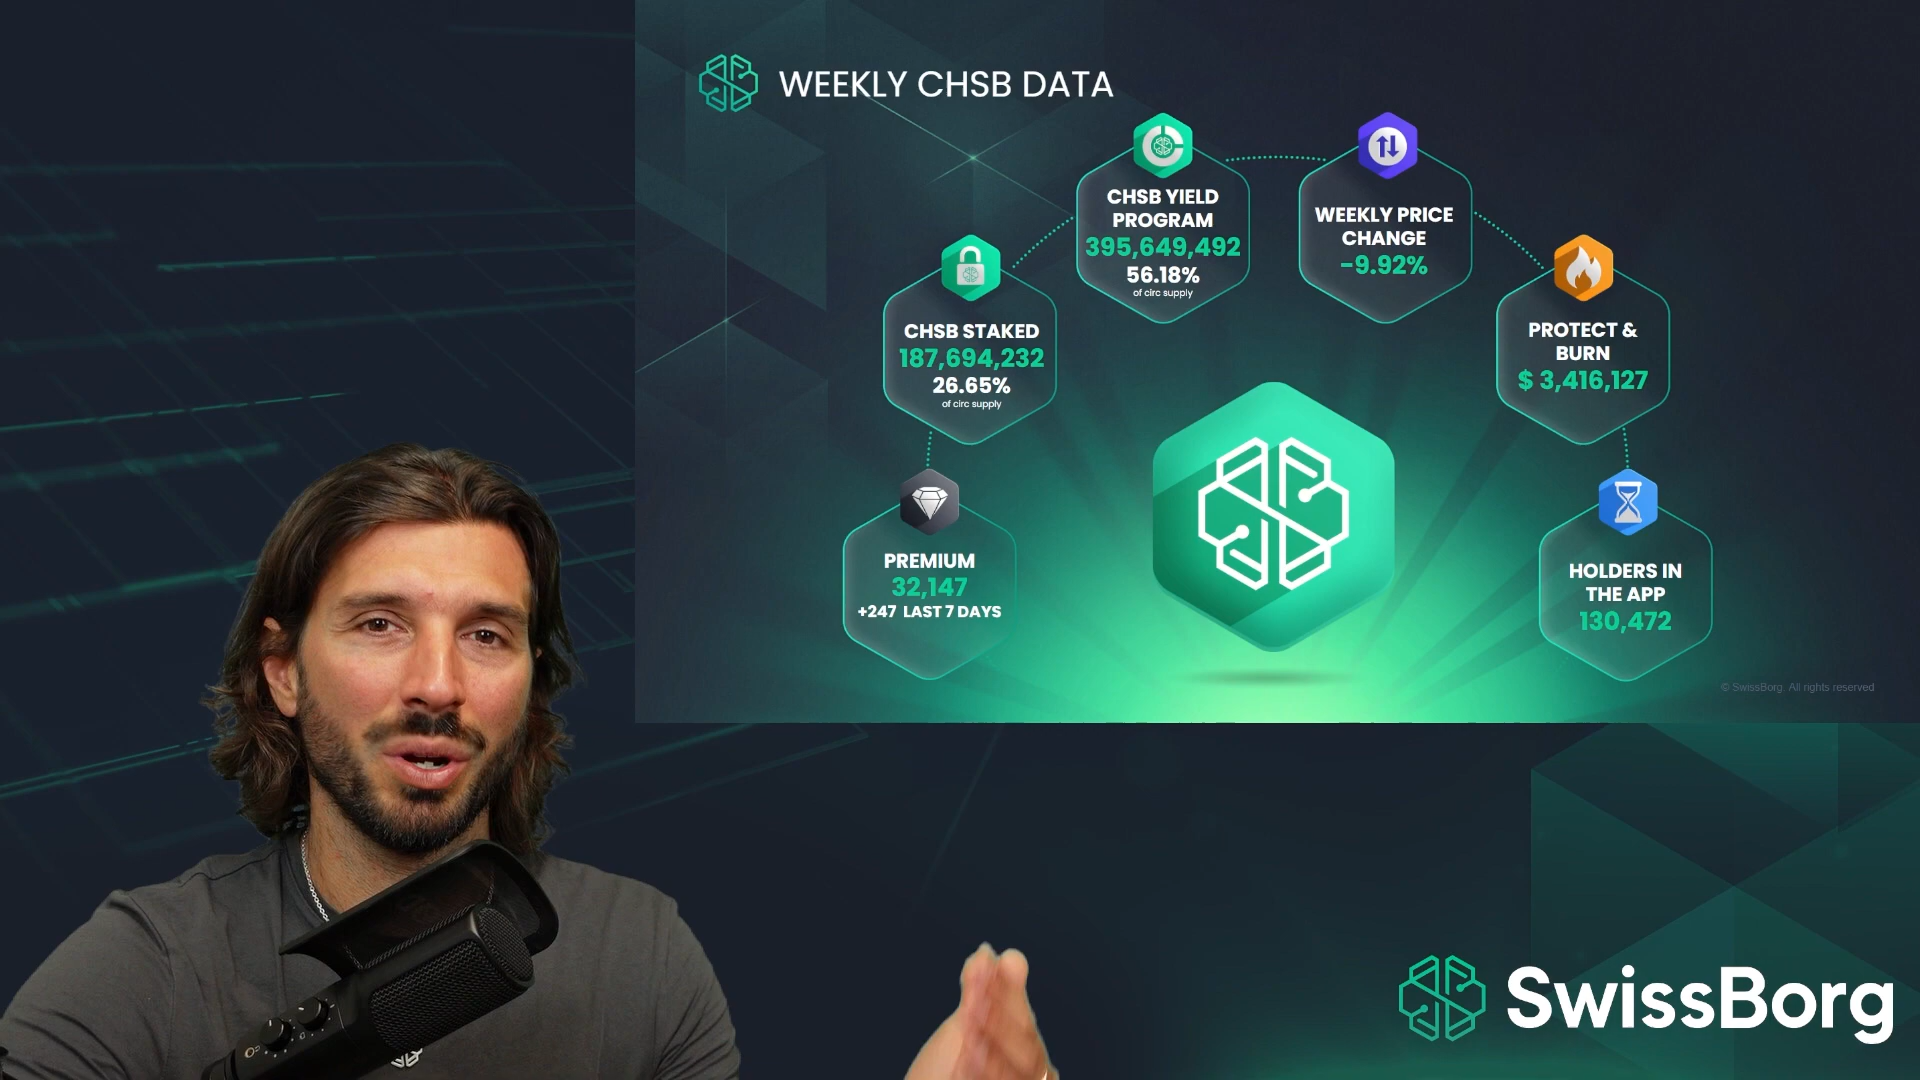 WEEKLY CHSB DATA
CHSB YIELD
PROGRAM
395,649,492
56.18%
of circ supply
WEEKLY PRICE
CHANGE
-9.92%
CHSB STAKED
187,694,232
26.65%
of circ supply
PROTECT &
BURN
$ 3,416,127
PREMIUM
32,147
+247 LAST 7 DAYS
HOLDERS IN
THE APP
130,472
© SwissBorg. All rights reserved
SwissBorg